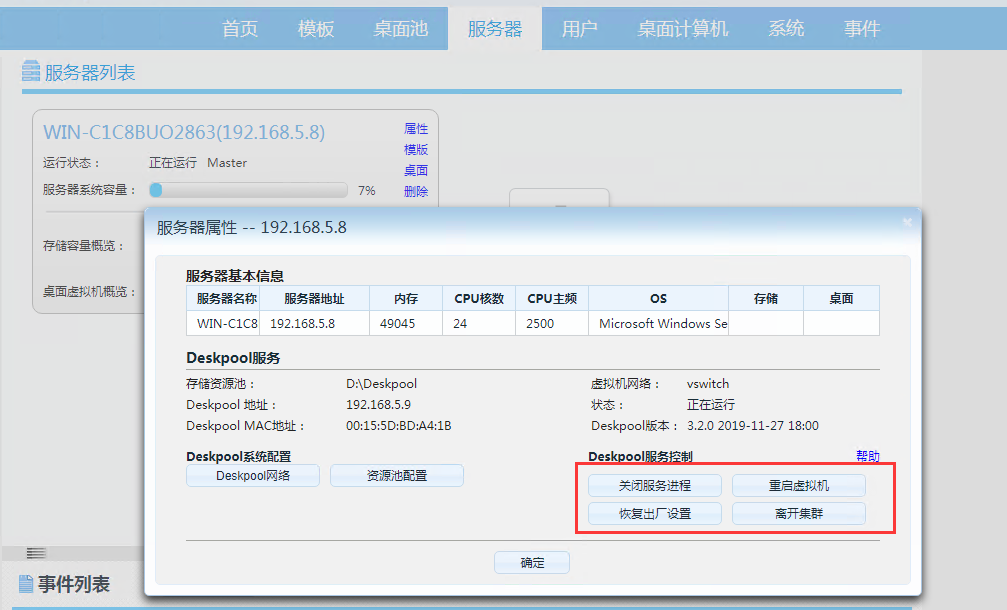 首页 模板 桌面池 服务器 用户 桌面计算机 系统 事件
服务器列表
WIN-C1C8BUO2863(192.168.5.8)
属性
模版
运行状态： 正在运行 Master
桌面
服务器系统容量： 7% 删除
存储容量概览：
桌面虚拟机概览：
服务器属性 -- 192.168.5.8
服务器基本信息
服务器名称 服务器地址 内存 CPU核数 CPU主频 OS 存储 桌面
WIN-C1C8 192.168.5.8 49045 24 2500 Microsoft Windows Se
Deskpool服务
存储资源池： D:\Deskpool 虚拟机网络： vswitch
Deskpool 地址： 192.168.5.9 状态： 正在运行
Deskpool MAC地址： 00:15:5D:BD:A4:1B Deskpool版本： 3.2.0 2019-11-27 18:00
Deskpool系统配置 Deskpool服务控制 帮助
Deskpool网络 资源池配置 关闭服务进程 重启虚拟机
恢复出厂设置 离开集群
确定
事件列表